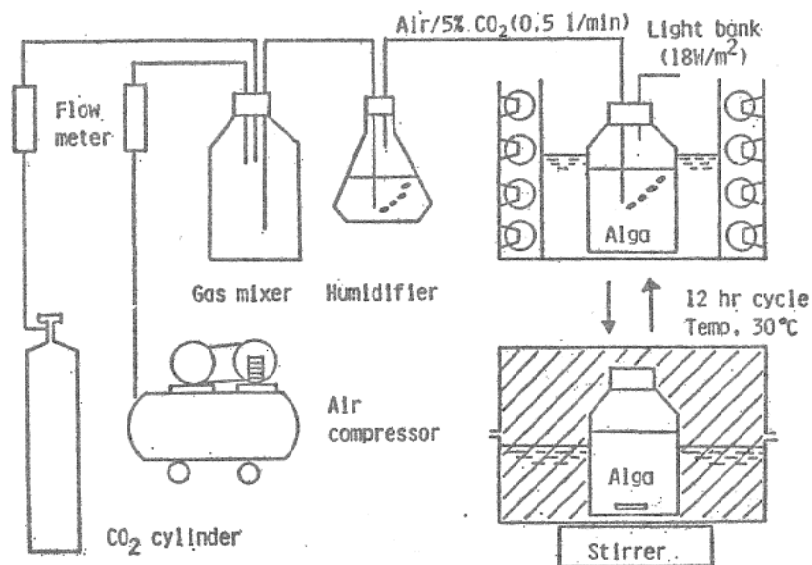 Air/5% CO₂(0,5 l/min)
Light bank
(18W/m²)
Flow
meter
Alga
Gas mixer
Humidifier
12 hr cycle
Temp. 30°C
Air
compressor
Alga
CO₂ cylinder
Stirrer